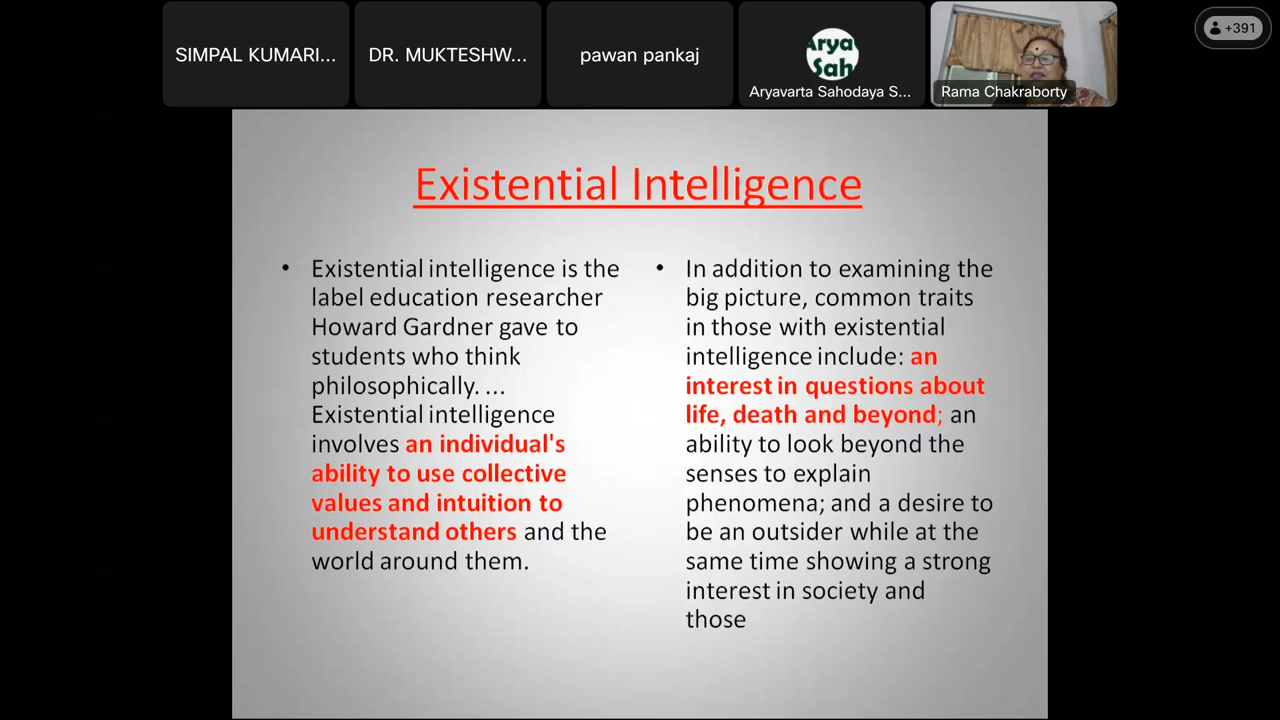 SIMPAL KUMARI...
DR. MUKTESHW...
pawan pankaj
Arya
Sah
Aryavarta Sahodaya S...
Rama Chakraborty
+391
Existential Intelligence
• Existential intelligence is the
label education researcher
Howard Gardner gave to
students who think
philosophically. ...
Existential intelligence
involves an individual's
ability to use collective
values and intuition to
understand others and the
world around them.
• In addition to examining the
big picture, common traits
in those with existential
intelligence include: an
interest in questions about
life, death and beyond; an
ability to look beyond the
senses to explain
phenomena; and a desire to
be an outsider while at the
same time showing a strong
interest in society and
those